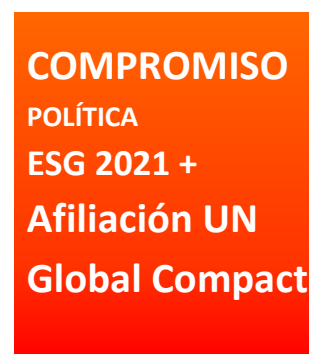 COMPROMISO
POLÍTICA
ESG 2021 +
Afiliación UN
Global Compact